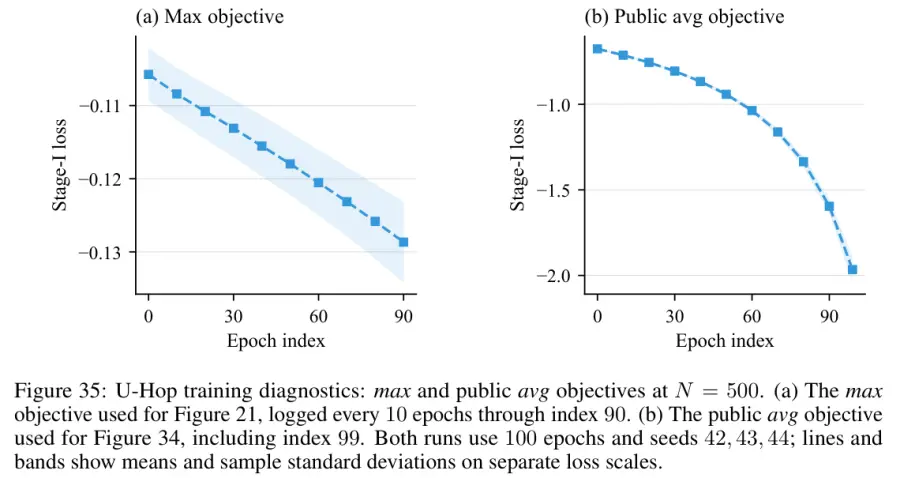 (a) Max objective
−0.11
−0.12
−0.13
Stage-I loss
0 30 60 90
Epoch index
(b) Public avg objective
−1.0
−1.5
−2.0
Stage-I loss
0 30 60 90
Epoch index
Figure 35: U-Hop training diagnostics: max and public avg objectives at N = 500. (a) The max
objective used for Figure 21, logged every 10 epochs through index 90. (b) The public avg objective
used for Figure 34, including index 99. Both runs use 100 epochs and seeds 42, 43, 44; lines and
bands show means and sample standard deviations on separate loss scales.